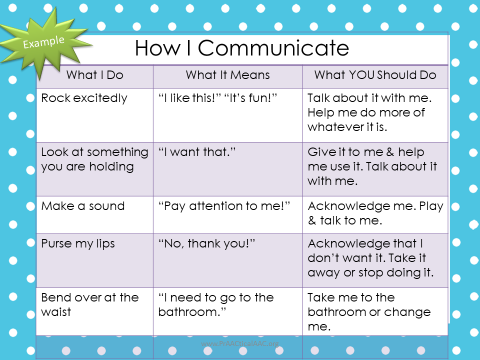 Example
How I Communicate
What I Do What It Means What YOU Should Do
Rock excitedly “I like this!” “It’s fun!” Talk about it with me.
Help me do more of
whatever it is.
Look at something “I want that.” Give it to me & help
you are holding me use it. Talk about it
with me.
Make a sound “Pay attention to me!” Acknowledge me. Play
& talk to me.
Purse my lips “No, thank you!” Acknowledge that I
don’t want it. Take it
away or stop doing it.
Bend over at the “I need to go to the Take me to the
waist bathroom.” bathroom or change
me.